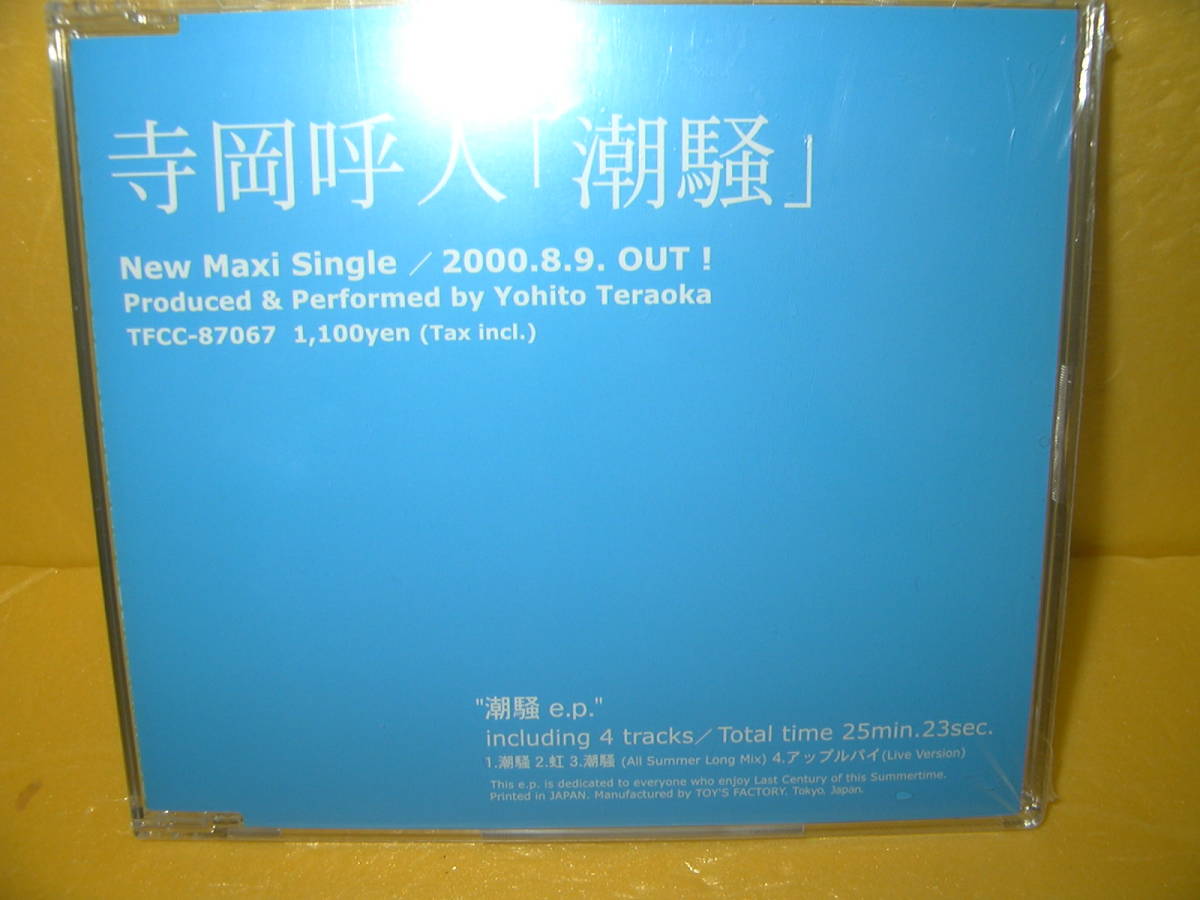 寺岡呼人「潮騒」
New Maxi Single ／ 2000.8.9. OUT !
Produced & Performed by Yohito Teraoka
TFCC-87067 1,100yen (Tax incl.)
"潮騒 e.p."
including 4 tracks／Total time 25min.23sec.
1.潮騒 2.虹 3.潮騒 (All Summer Long Mix) 4.アップルパイ(Live Version)
This e.p. is dedicated to everyone who enjoy Last Century of this Summertime.
Printed in JAPAN. Manufactured by TOY'S FACTORY. Tokyo. Japan.